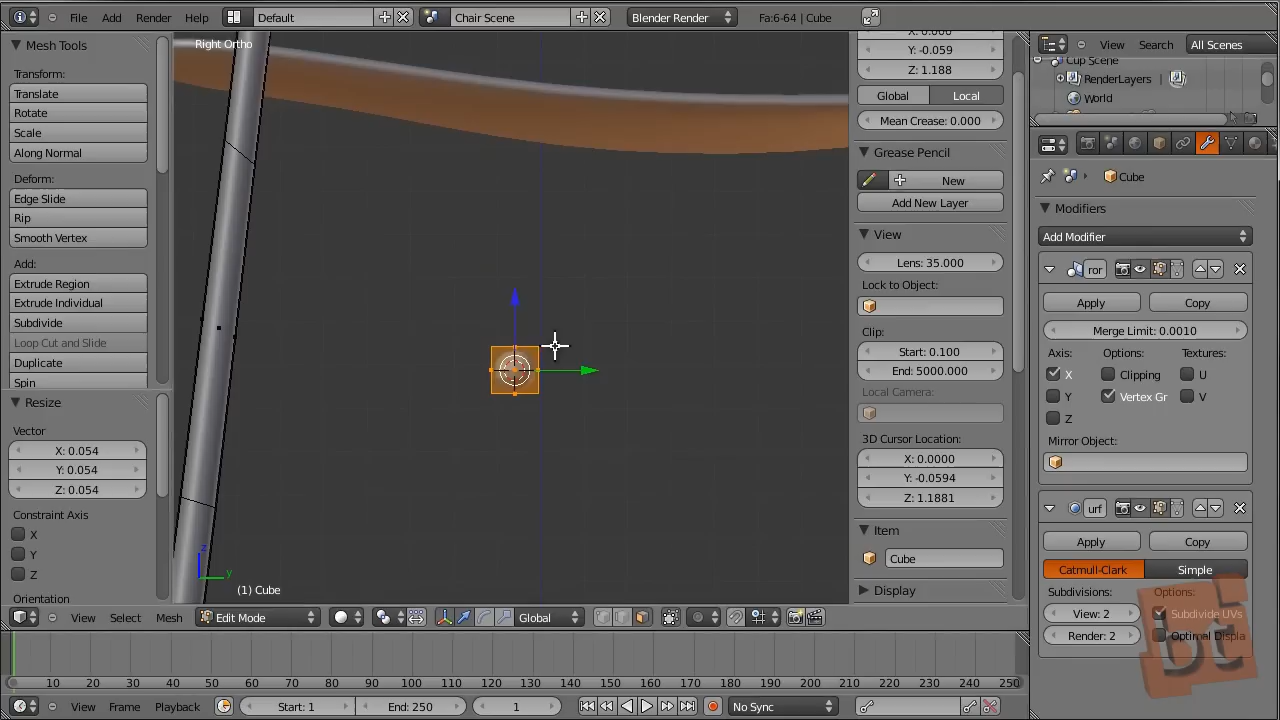 File Add Render Help Default Chair Scene Blender Render Fa:6-64 | Cube
Mesh Tools
Transform:
Translate
Rotate
Scale
Along Normal
Deform:
Edge Slide
Rip
Smooth Vertex
Add:
Extrude Region
Extrude Individual
Subdivide
Loop Cut and Slide
Duplicate
Spin
Resize
Vector
X: 0.054
Y: 0.054
Z: 0.054
Constraint Axis
X
Y
Z
Orientation
Right Ortho
z
y
(1) Cube
Y: -0.059
Z: 1.188
Global Local
Mean Crease: 0.000
Grease Pencil
New
Add New Layer
View
Lens: 35.000
Lock to Object:
Clip:
Start: 0.100
End: 5000.000
Local Camera:
3D Cursor Location:
X: 0.0000
Y: -0.0594
Z: 1.1881
Item
Cube
Display
View Search All Scenes
Cup Scene
RenderLayers |
World
Cube
Modifiers
Add Modifier
ror
Apply Copy
Merge Limit: 0.0010
Axis: Options: Textures:
X Clipping U
Y Vertex Gr V
Z
Mirror Object:
urf
Apply Copy
Catmull-Clark Simple
Subdivisions: Options:
View: 2 Subdivide UVs
Render: 2 Optimal Displa
bt
View Select Mesh Edit Mode Global
10 20 30 40 50 60 70 80 90 100 110 120 130 140 150 160 170 180 190 200 210 220 230 240 250
View Frame Playback Start: 1 End: 250 1 No Sync